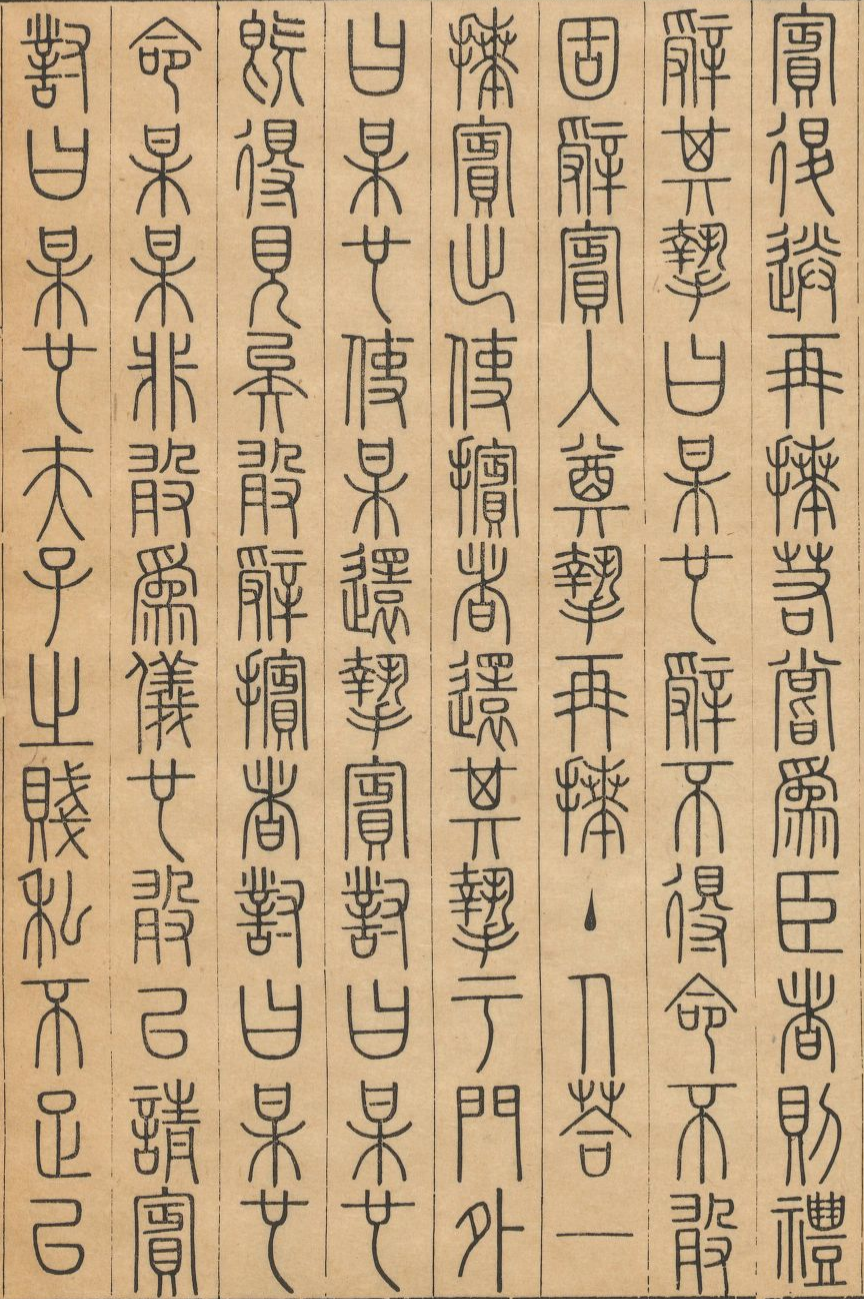 賓退送再拜若嘗爲臣者則禮
辭其摯曰某也辭不得命不敢
固辭賓入奠摯再拜主人荅一
拜賓出使擯者還其摯于門外
曰某也使某還摯賓對曰某也
既得見矣敢辭擯者對曰某也
命某某非敢爲儀也敢以請賓
對曰某也夫子之賤私不足以